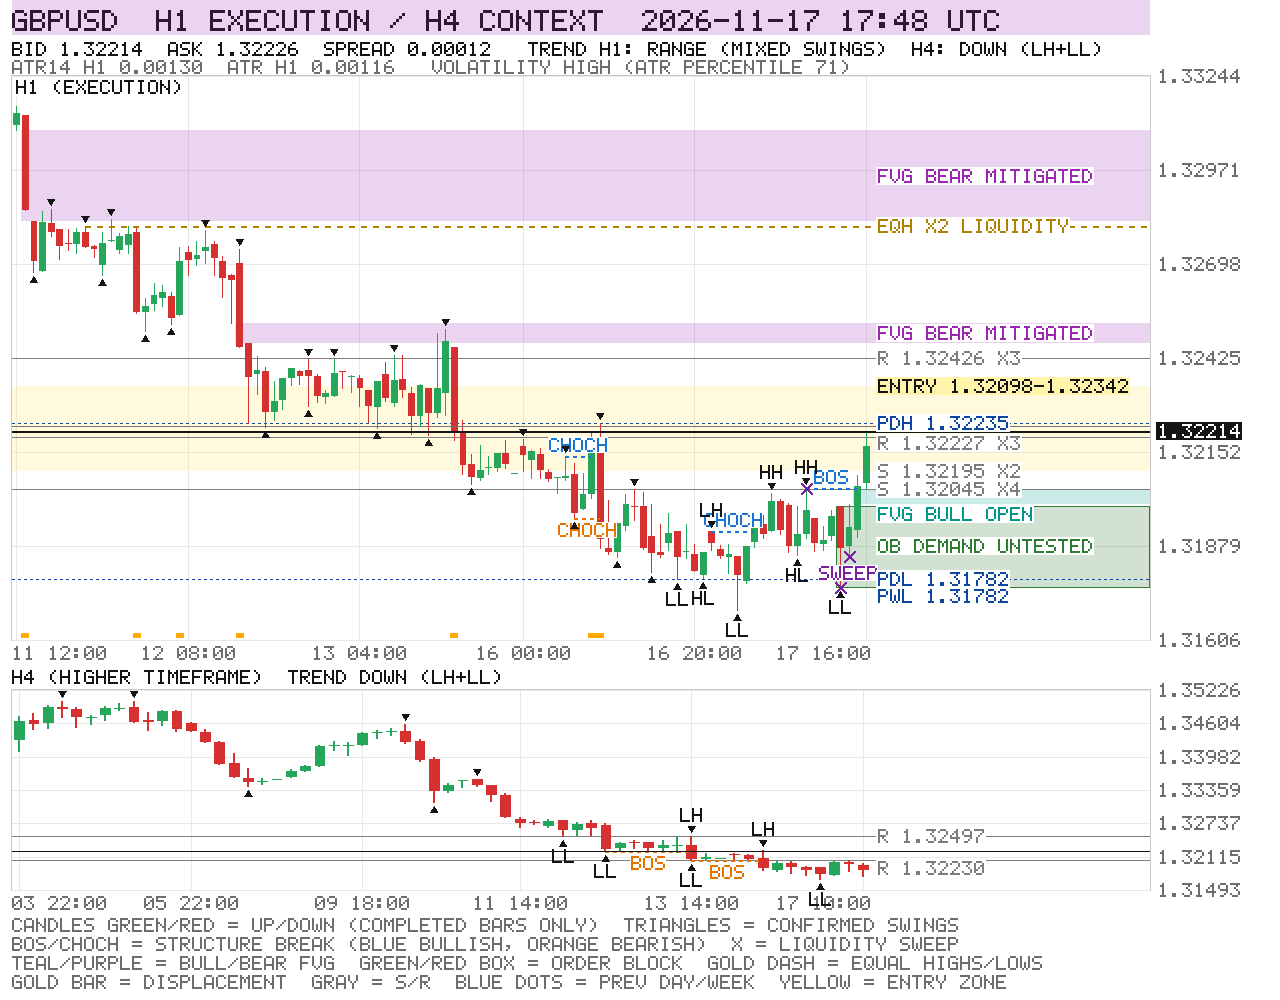 GBPUSD  H1 EXECUTION / H4 CONTEXT  2026-11-17 17:48 UTC
BID 1.32214  ASK 1.32226  SPREAD 0.00012  TREND H1: RANGE (MIXED SWINGS)  H4: DOWN (LH+LL)
ATR14 H1 0.00130  ATR H1 0.00116  VOLATILITY HIGH (ATR PERCENTILE 71)
1.33244
H1 (EXECUTION)
FVG BEAR MITIGATED
1.32971
EQH X2 LIQUIDITY
1.32698
FVG BEAR MITIGATED
R 1.32426 X3
1.32425
ENTRY 1.32098-1.32342
PDH 1.32235
1.32214
CHOCH
R 1.32227 X3
1.32152
HH
HH
S 1.32195 X2
BOS
S 1.32045 X4
LH
FVG BULL OPEN
CHOCH
CHOCH
OB DEMAND UNTESTED
1.31879
HL
SWEEP
PDL 1.31782
LL
HL
PWL 1.31782
LL
LL
1.31606
11 12:00
12 08:00
13 04:00
16 00:00
16 20:00
17 16:00
H4 (HIGHER TIMEFRAME)  TREND DOWN (LH+LL)
1.35226
1.34604
1.33982
1.33359
1.32737
LH
LH
R 1.32497
LL
1.32115
BOS
LL
BOS
R 1.32230
LL
1.31493
LL
03 22:00
05 22:00
09 18:00
11 14:00
13 14:00
CANDLES GREEN/RED = UP/DOWN (COMPLETED BARS ONLY)  TRIANGLES = CONFIRMED SWINGS
BOS/CHOCH = STRUCTURE BREAK (BLUE BULLISH, ORANGE BEARISH)  X = LIQUIDITY SWEEP
TEAL/PURPLE = BULL/BEAR FVG  GREEN/RED BOX = ORDER BLOCK  GOLD DASH = EQUAL HIGHS/LOWS
GOLD BAR = DISPLACEMENT  GRAY = S/R  BLUE DOTS = PREV DAY/WEEK  YELLOW = ENTRY ZONE